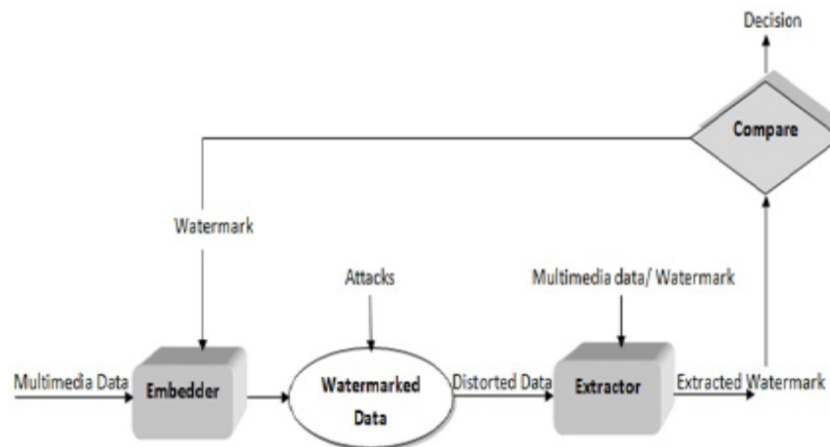 Decision
Compare
Watermark
Attacks
Multimedia data/ Watermark
Multimedia Data
Embedder
Watermarked
Data
Distorted Data
Extractor
Extracted Watermark